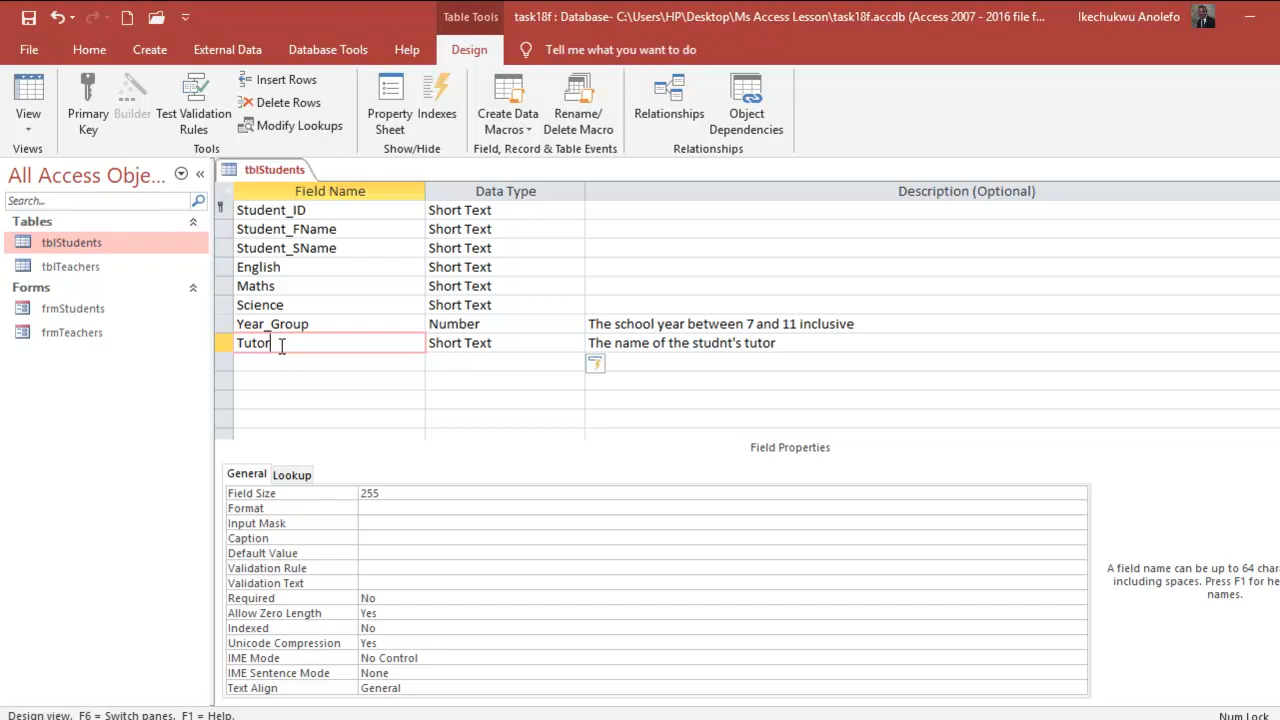 Table Tools
task18f : Database- C:\Users\HP\Desktop\Ms Access Lesson\task18f.accdb (Access 2007 - 2016 file f...
Ikechukwu Anolefo
File Home Create External Data Database Tools Help Design Tell me what you want to do
View
Primary Key
Builder
Test Validation Rules
Insert Rows
Delete Rows
Modify Lookups
Property Sheet
Indexes
Create Data Macros
Rename/ Delete Macro
Relationships
Object Dependencies
Views Tools Show/Hide Field, Record & Table Events Relationships
All Access Obje...
Search...
Tables
tblStudents
tblTeachers
Forms
frmStudents
frmTeachers
tblStudents
Field Name Data Type Description (Optional)
Student_ID Short Text
Student_FName Short Text
Student_SName Short Text
English Short Text
Maths Short Text
Science Short Text
Year_Group Number The school year between 7 and 11 inclusive
Tutor Short Text The name of the studnt's tutor
Field Properties
General Lookup
Field Size 255
Format
Input Mask
Caption
Default Value
Validation Rule
Validation Text
Required No
Allow Zero Length Yes
Indexed No
Unicode Compression Yes
IME Mode No Control
IME Sentence Mode None
Text Align General
A field name can be up to 64 chara
including spaces. Press F1 for he
names.
Design view. F6 = Switch panes. F1 = Help.
Num Lock